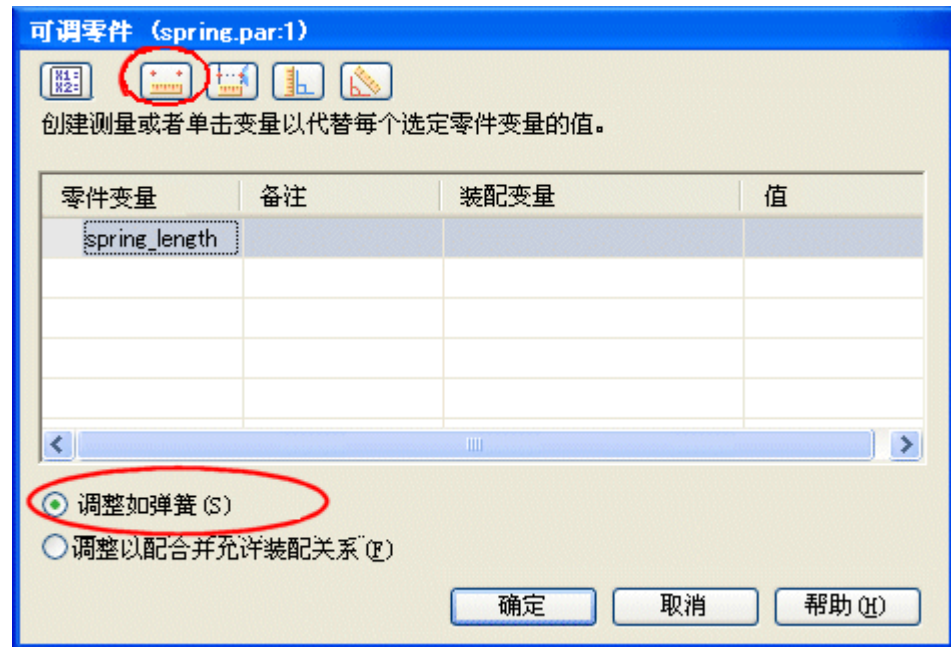 可调零件 (spring.par:1)
X1=
X2=
创建测量或者单击变量以代替每个选定零件变量的值。
零件变量 备注 装配变量 值
spring_length
调整如弹簧(S)
调整以配合并允许装配关系(F)
确定 取消 帮助(H)